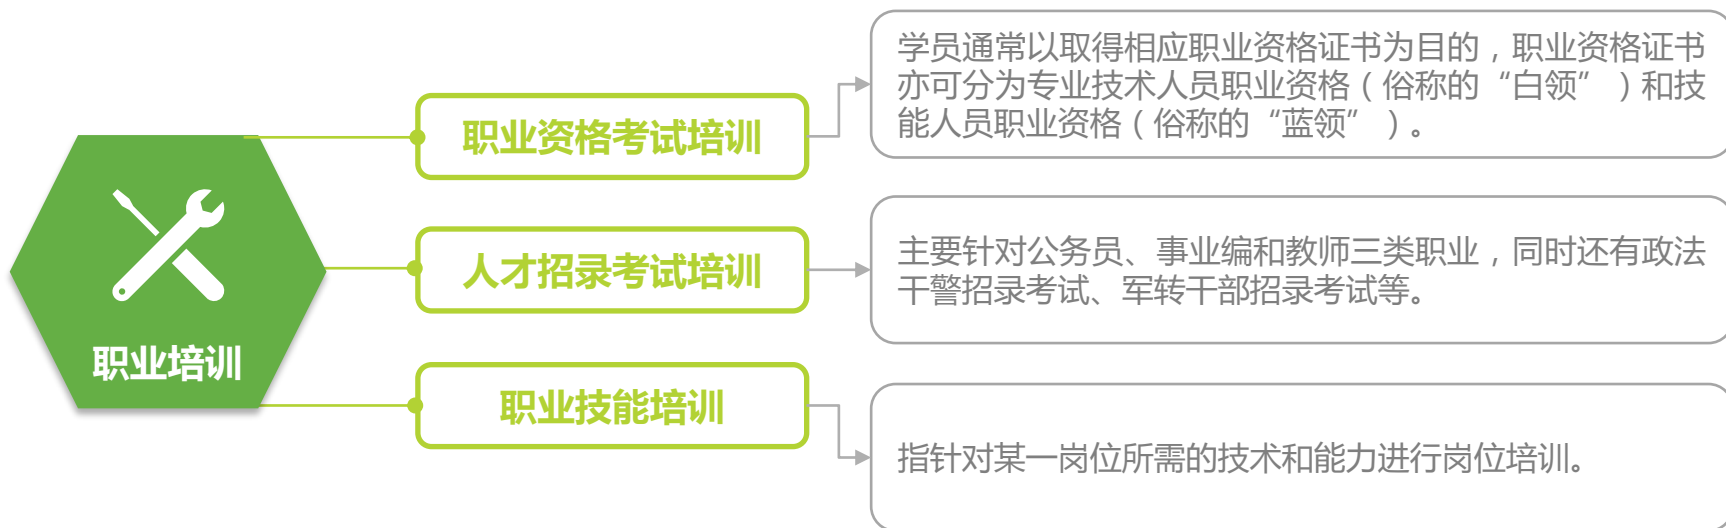 职业培训
职业资格考试培训
学员通常以取得相应职业资格证书为目的，职业资格证书
亦可分为专业技术人员职业资格（俗称的“白领”）和技
能人员职业资格（俗称的“蓝领”）。
人才招录考试培训
主要针对公务员、事业编和教师三类职业，同时还有政法
干警招录考试、军转干部招录考试等。
职业技能培训
指针对某一岗位所需的技术和能力进行岗位培训。